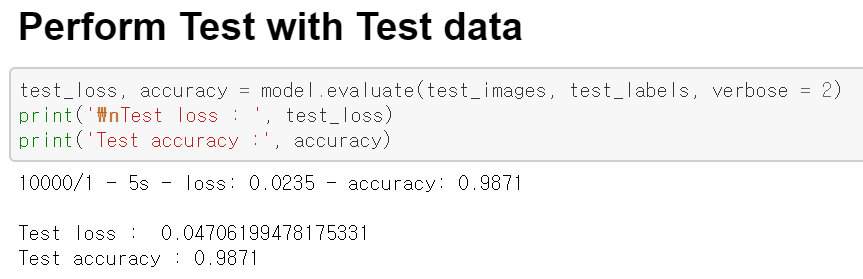 Perform Test with Test data
test_loss, accuracy = model.evaluate(test_images, test_labels, verbose = 2)
print('₩nTest loss : ', test_loss)
print('Test accuracy :', accuracy)
10000/1 - 5s - loss: 0.0235 - accuracy: 0.9871
Test loss :  0.04706199478175331
Test accuracy : 0.9871